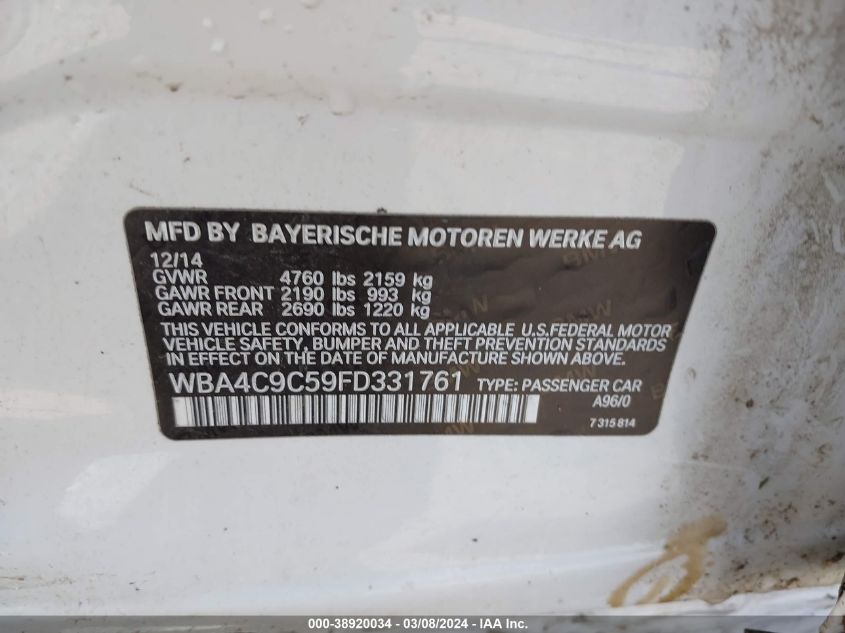 MFD BY BAYERISCHE MOTOREN WERKE AG
12/14
GVWR 4760 lbs 2159 kg
GAWR FRONT 2190 lbs 993 kg
GAWR REAR 2690 lbs 1220 kg
THIS VEHICLE CONFORMS TO ALL APPLICABLE U.S.FEDERAL MOTOR
VEHICLE SAFETY, BUMPER AND THEFT PREVENTION STANDARDS
IN EFFECT ON THE DATE OF MANUFACTURE SHOWN ABOVE.
WBA4C9C59FD331761 TYPE: PASSENGER CAR
A96/0
7 315 814
000-38920034 / 03/08/2024 - IAA Inc.